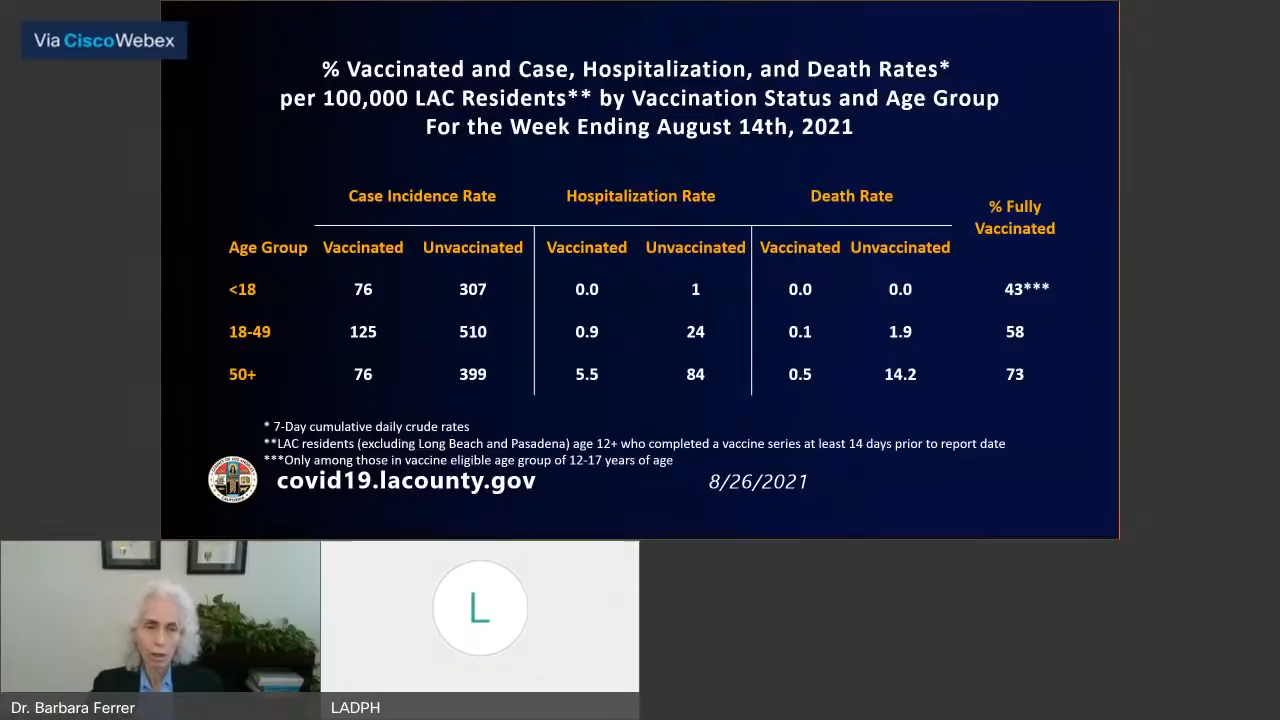 Via CiscoWebex
% Vaccinated and Case, Hospitalization, and Death Rates*
per 100,000 LAC Residents** by Vaccination Status and Age Group
For the Week Ending August 14th, 2021
Case Incidence Rate Hospitalization Rate Death Rate % Fully Vaccinated
Age Group Vaccinated Unvaccinated Vaccinated Unvaccinated Vaccinated Unvaccinated
<18 76 307 0.0 1 0.0 0.0 43***
18-49 125 510 0.9 24 0.1 1.9 58
50+ 76 399 5.5 84 0.5 14.2 73
* 7-Day cumulative daily crude rates
**LAC residents (excluding Long Beach and Pasadena) age 12+ who completed a vaccine series at least 14 days prior to report date
***Only among those in vaccine eligible age group of 12-17 years of age
covid19.lacounty.gov 8/26/2021
L
Dr. Barbara Ferrer LADPH